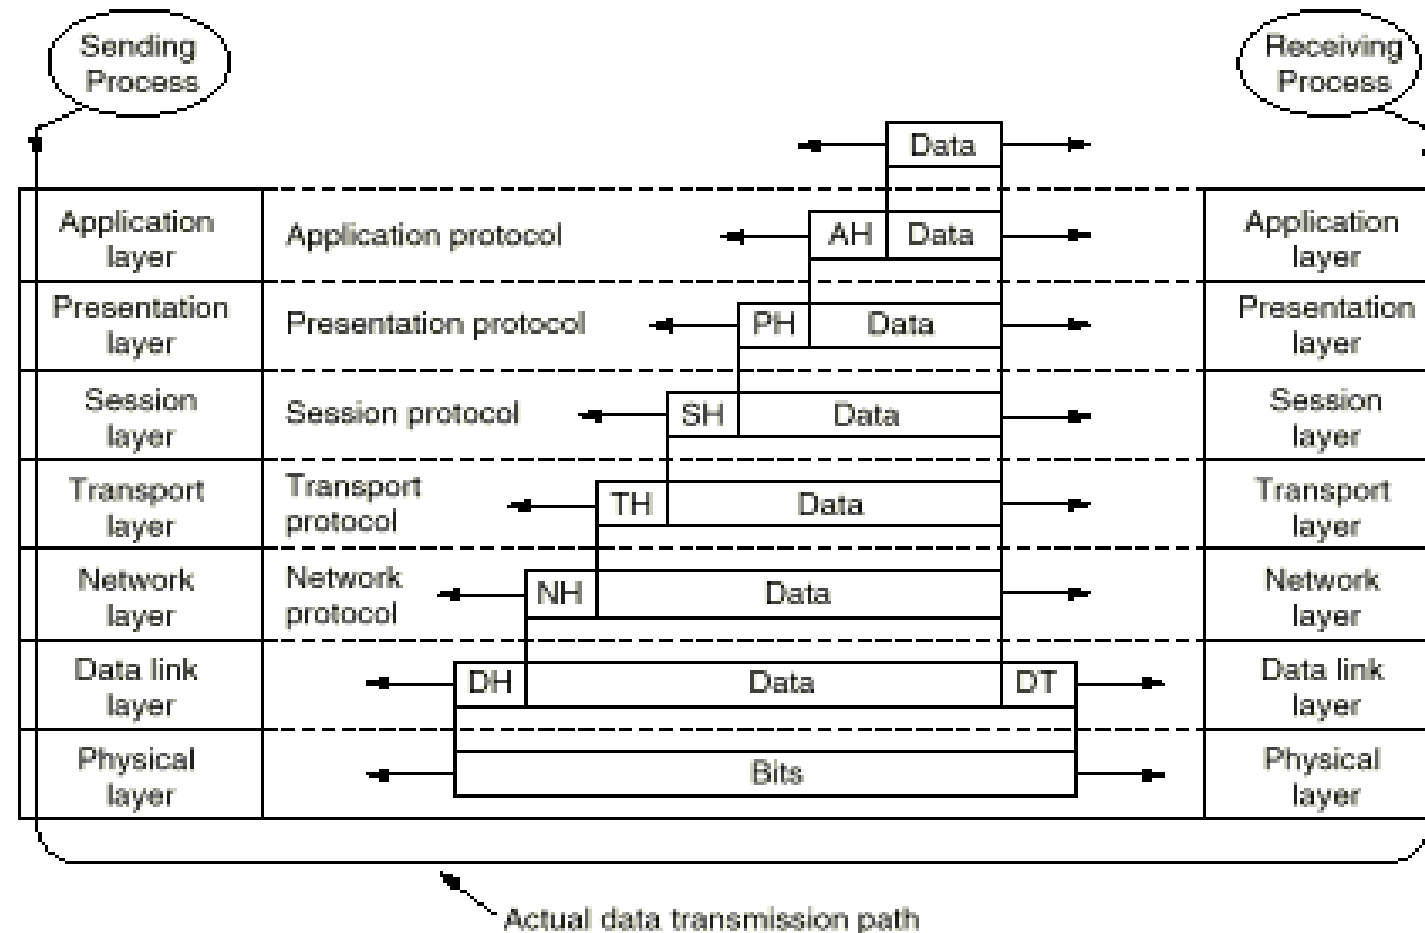 Sending
Process
Receiving
Process
Data
Application
layer
Application protocol
AH
Data
Application
layer
Presentation
layer
Presentation protocol
PH
Data
Presentation
layer
Session
layer
Session protocol
SH
Data
Session
layer
Transport
layer
Transport
protocol
TH
Data
Transport
layer
Network
layer
Network
protocol
NH
Data
Network
layer
Data link
layer
DH
Data
DT
Data link
layer
Physical
layer
Bits
Physical
layer
Actual data transmission path